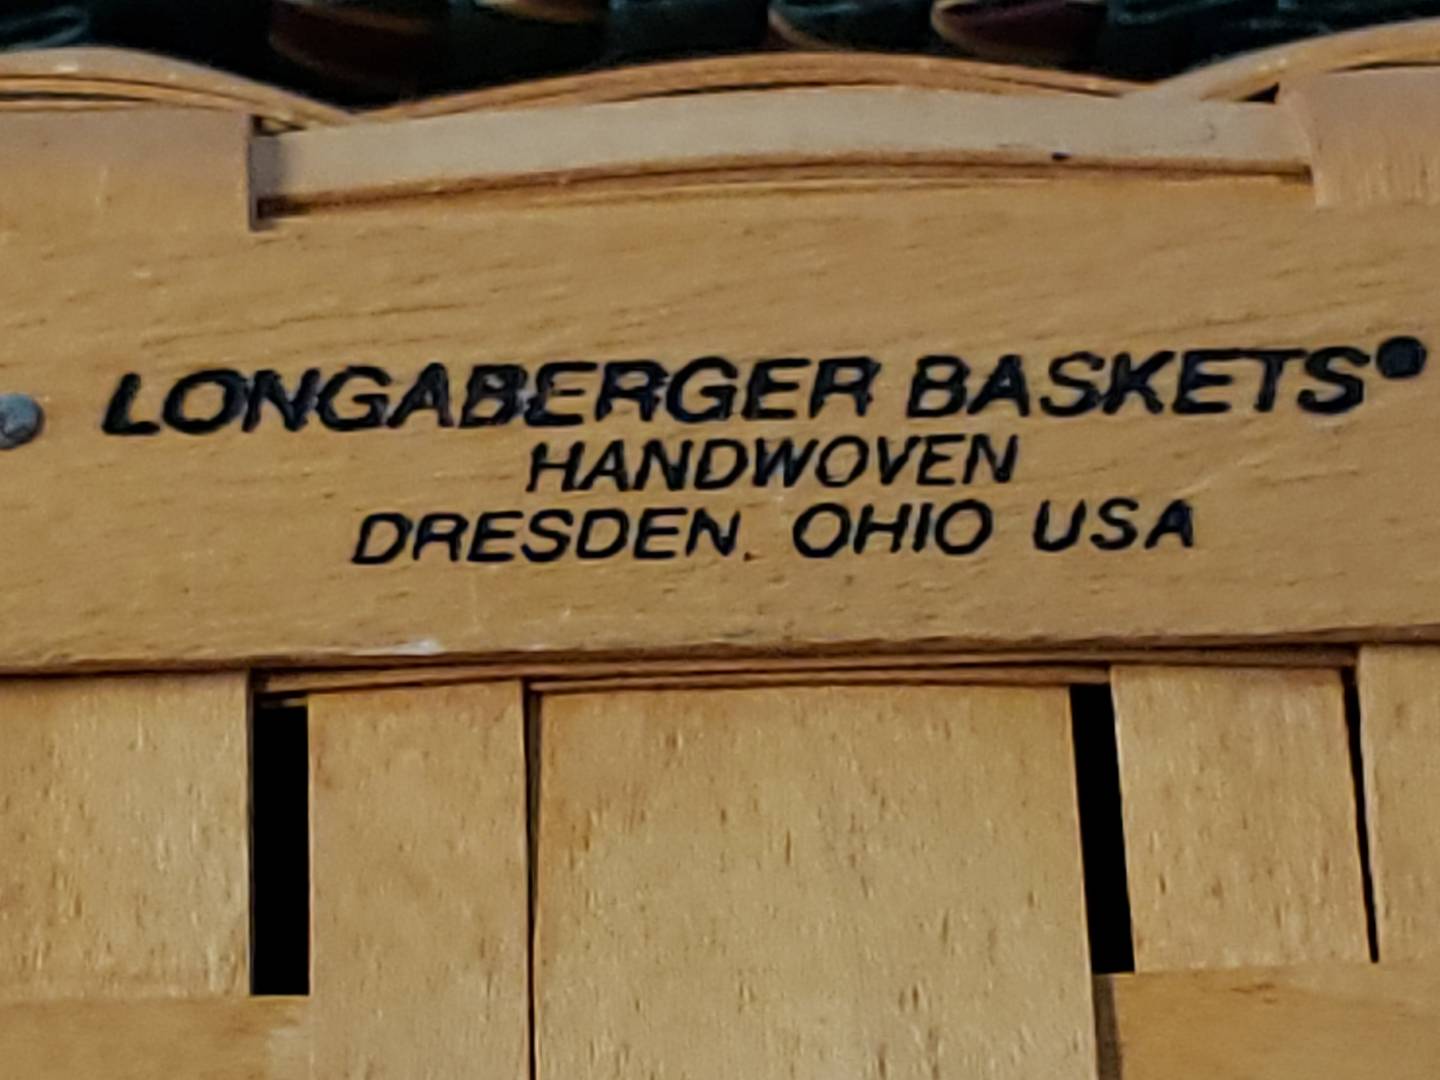 LONGABERGER BASKETS®
HANDWOVEN
DRESDEN, OHIO USA